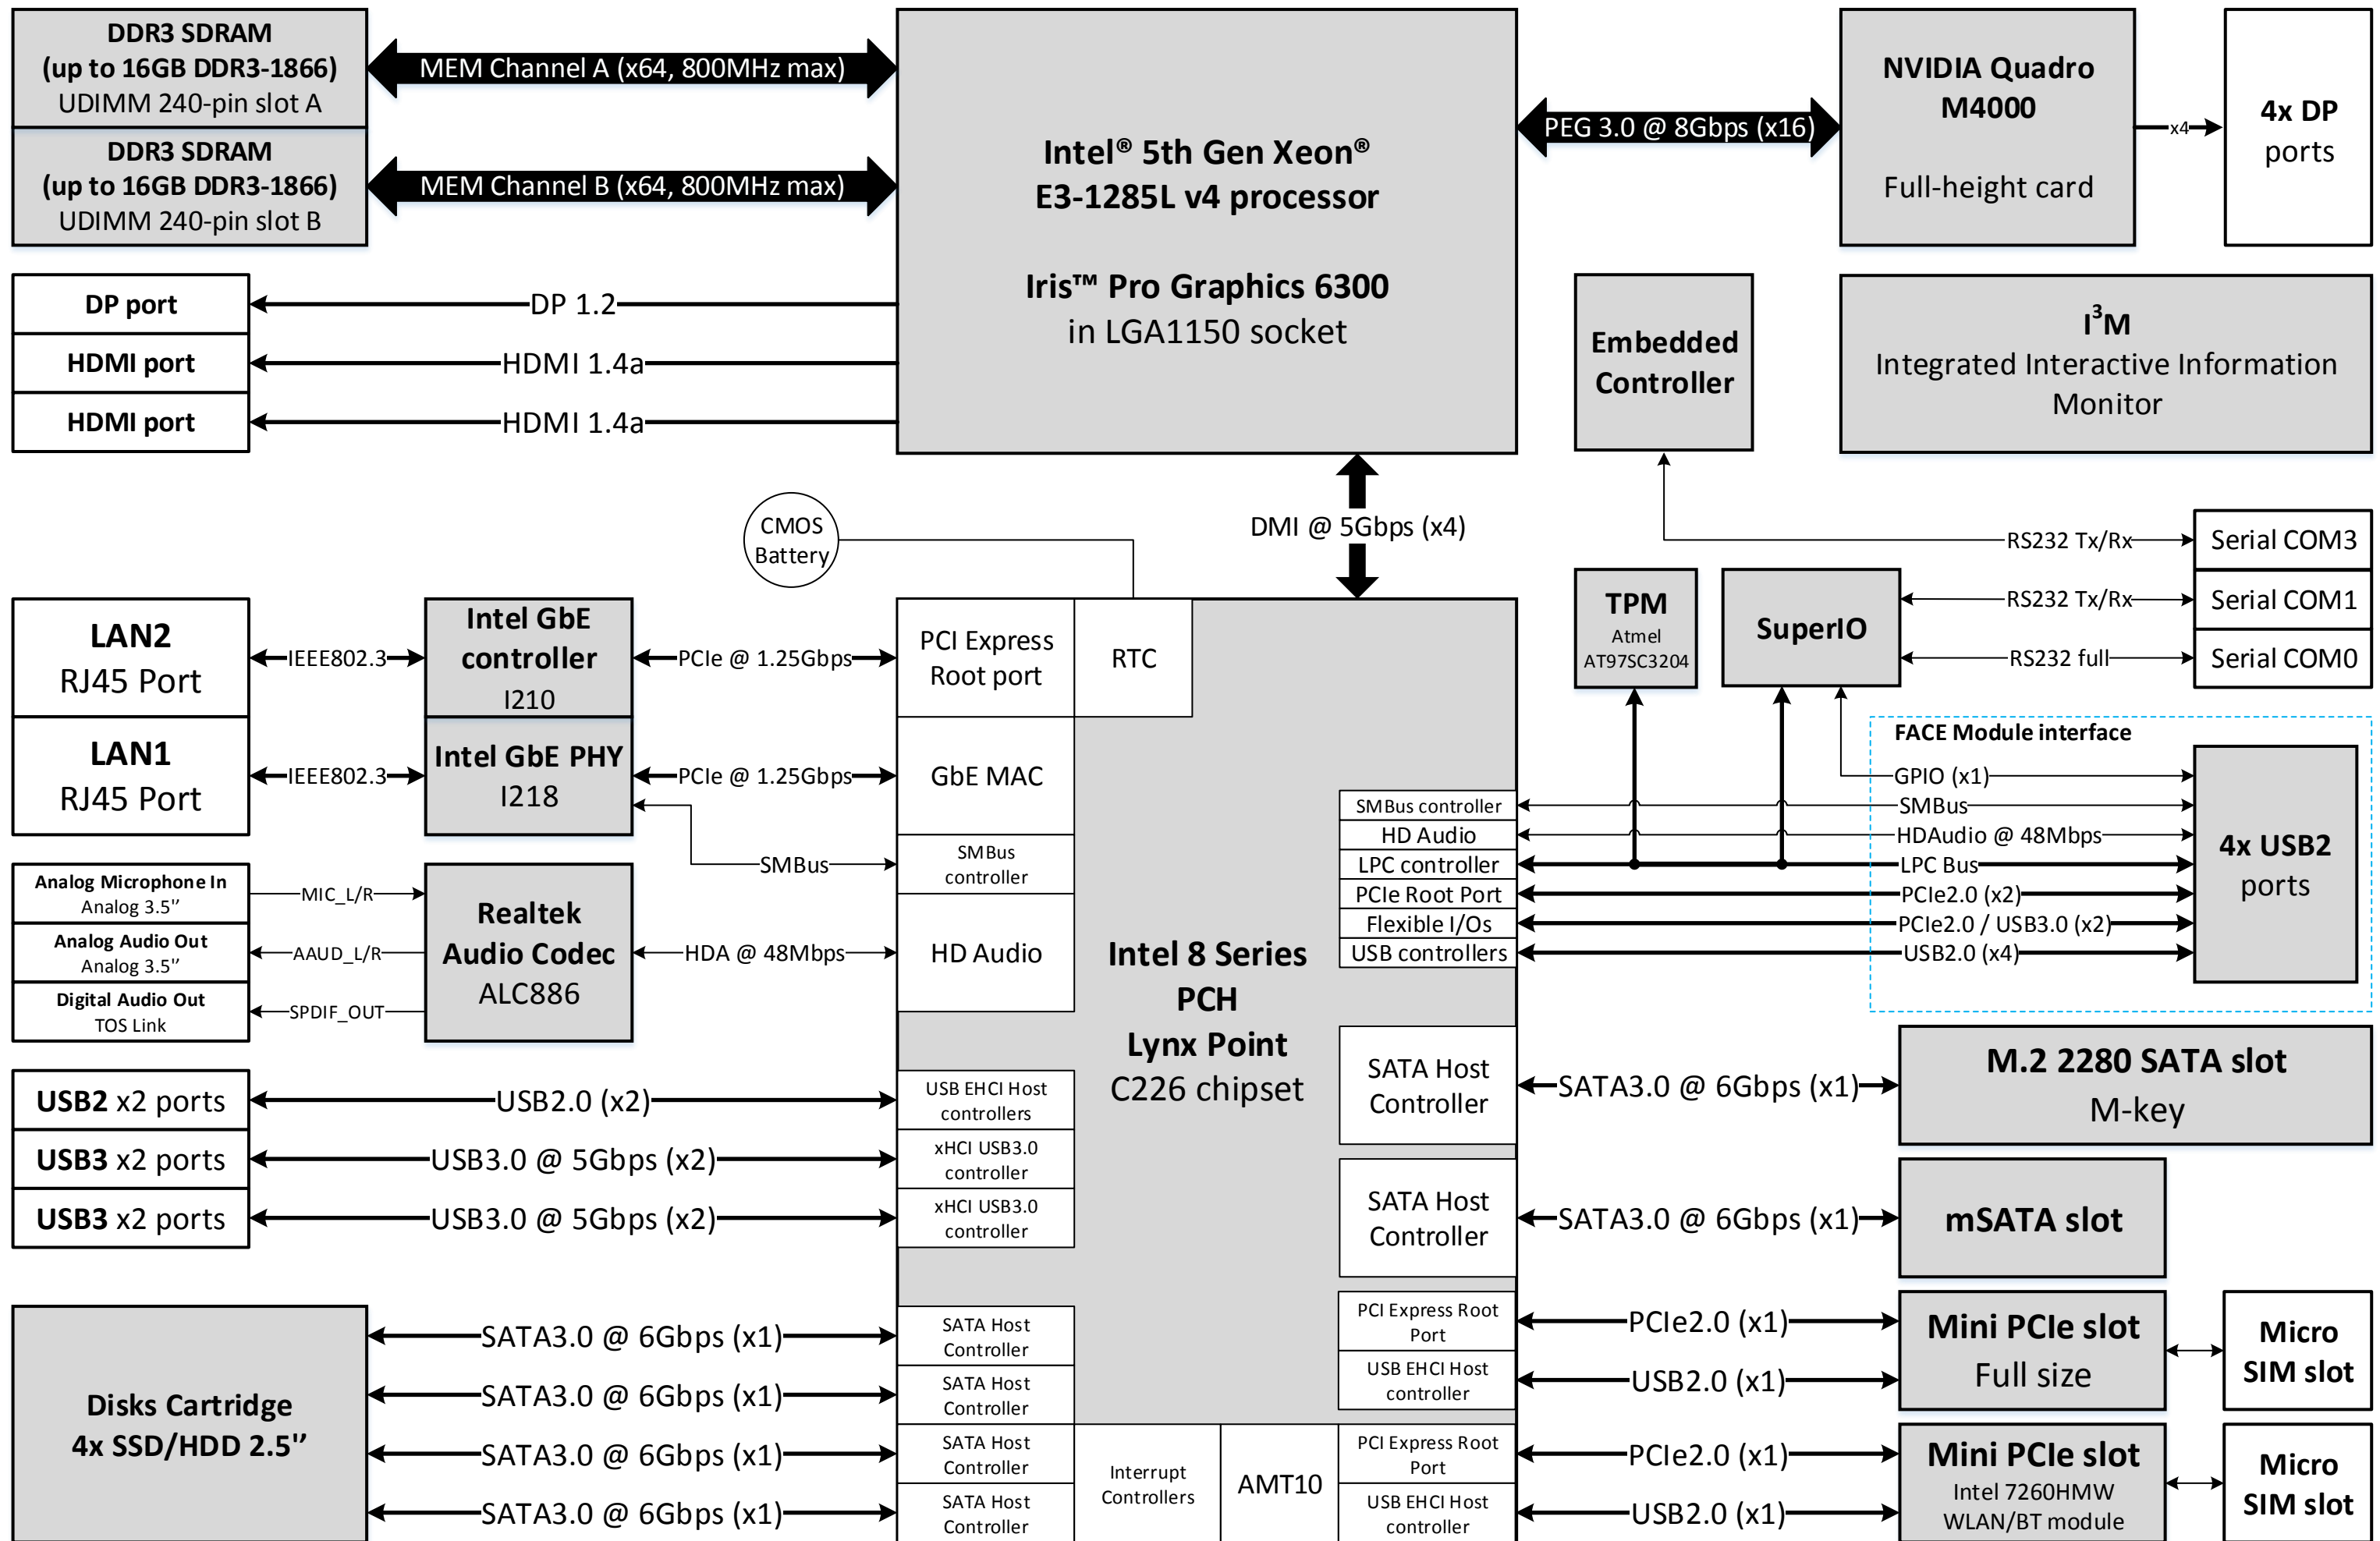 DDR3 SDRAM
(up to 16GB DDR3-1866)
UDIMM 240-pin slot A
DDR3 SDRAM
(up to 16GB DDR3-1866)
UDIMM 240-pin slot B
MEM Channel A (x64, 800MHz max)
MEM Channel B (x64, 800MHz max)
Intel® 5th Gen Xeon®
E3-1285L v4 processor
Iris™ Pro Graphics 6300
in LGA1150 socket
PEG 3.0 @ 8Gbps (x16)
NVIDIA Quadro
M4000
Full-height card
x4
4x DP
ports
DP port
DP 1.2
HDMI port
HDMI 1.4a
HDMI port
HDMI 1.4a
Embedded
Controller
I³M
Integrated Interactive Information
Monitor
CMOS
Battery
DMI @ 5Gbps (x4)
RS232 Tx/Rx
Serial COM3
RS232 Tx/Rx
Serial COM1
RS232 full
Serial COM0
TPM
Atmel
AT97SC3204
SuperIO
LAN2
RJ45 Port
IEEE802.3
Intel GbE
controller
I210
PCIe @ 1.25Gbps
PCI Express
Root port
RTC
LAN1
RJ45 Port
IEEE802.3
Intel GbE PHY
I218
PCIe @ 1.25Gbps
GbE MAC
SMBus
SMBus
controller
Analog Microphone In
Analog 3.5''
MIC_L/R
Analog Audio Out
Analog 3.5''
AAUD_L/R
Digital Audio Out
TOS Link
SPDIF_OUT
Realtek
Audio Codec
ALC886
HDA @ 48Mbps
HD Audio
Intel 8 Series
PCH
Lynx Point
C226 chipset
FACE Module interface
GPIO (x1)
SMBus controller
SMBus
HD Audio
HDAudio @ 48Mbps
LPC controller
LPC Bus
PCIe Root Port
PCIe2.0 (x2)
Flexible I/Os
PCIe2.0 / USB3.0 (x2)
USB controllers
USB2.0 (x4)
4x USB2
ports
USB2 x2 ports
USB2.0 (x2)
USB EHCI Host
controllers
USB3 x2 ports
USB3.0 @ 5Gbps (x2)
xHCI USB3.0
controller
USB3 x2 ports
USB3.0 @ 5Gbps (x2)
xHCI USB3.0
controller
SATA Host
Controller
SATA3.0 @ 6Gbps (x1)
M.2 2280 SATA slot
M-key
SATA Host
Controller
SATA3.0 @ 6Gbps (x1)
mSATA slot
Disks Cartridge
4x SSD/HDD 2.5''
SATA3.0 @ 6Gbps (x1)
SATA Host
Controller
SATA3.0 @ 6Gbps (x1)
SATA Host
Controller
SATA3.0 @ 6Gbps (x1)
SATA Host
Controller
SATA3.0 @ 6Gbps (x1)
SATA Host
Controller
Interrupt
Controllers
AMT10
PCI Express Root
Port
PCIe2.0 (x1)
USB EHCI Host
controller
USB2.0 (x1)
Mini PCIe slot
Full size
Micro
SIM slot
PCI Express Root
Port
PCIe2.0 (x1)
USB EHCI Host
controller
USB2.0 (x1)
Mini PCIe slot
Intel 7260HMW
WLAN/BT module
Micro
SIM slot